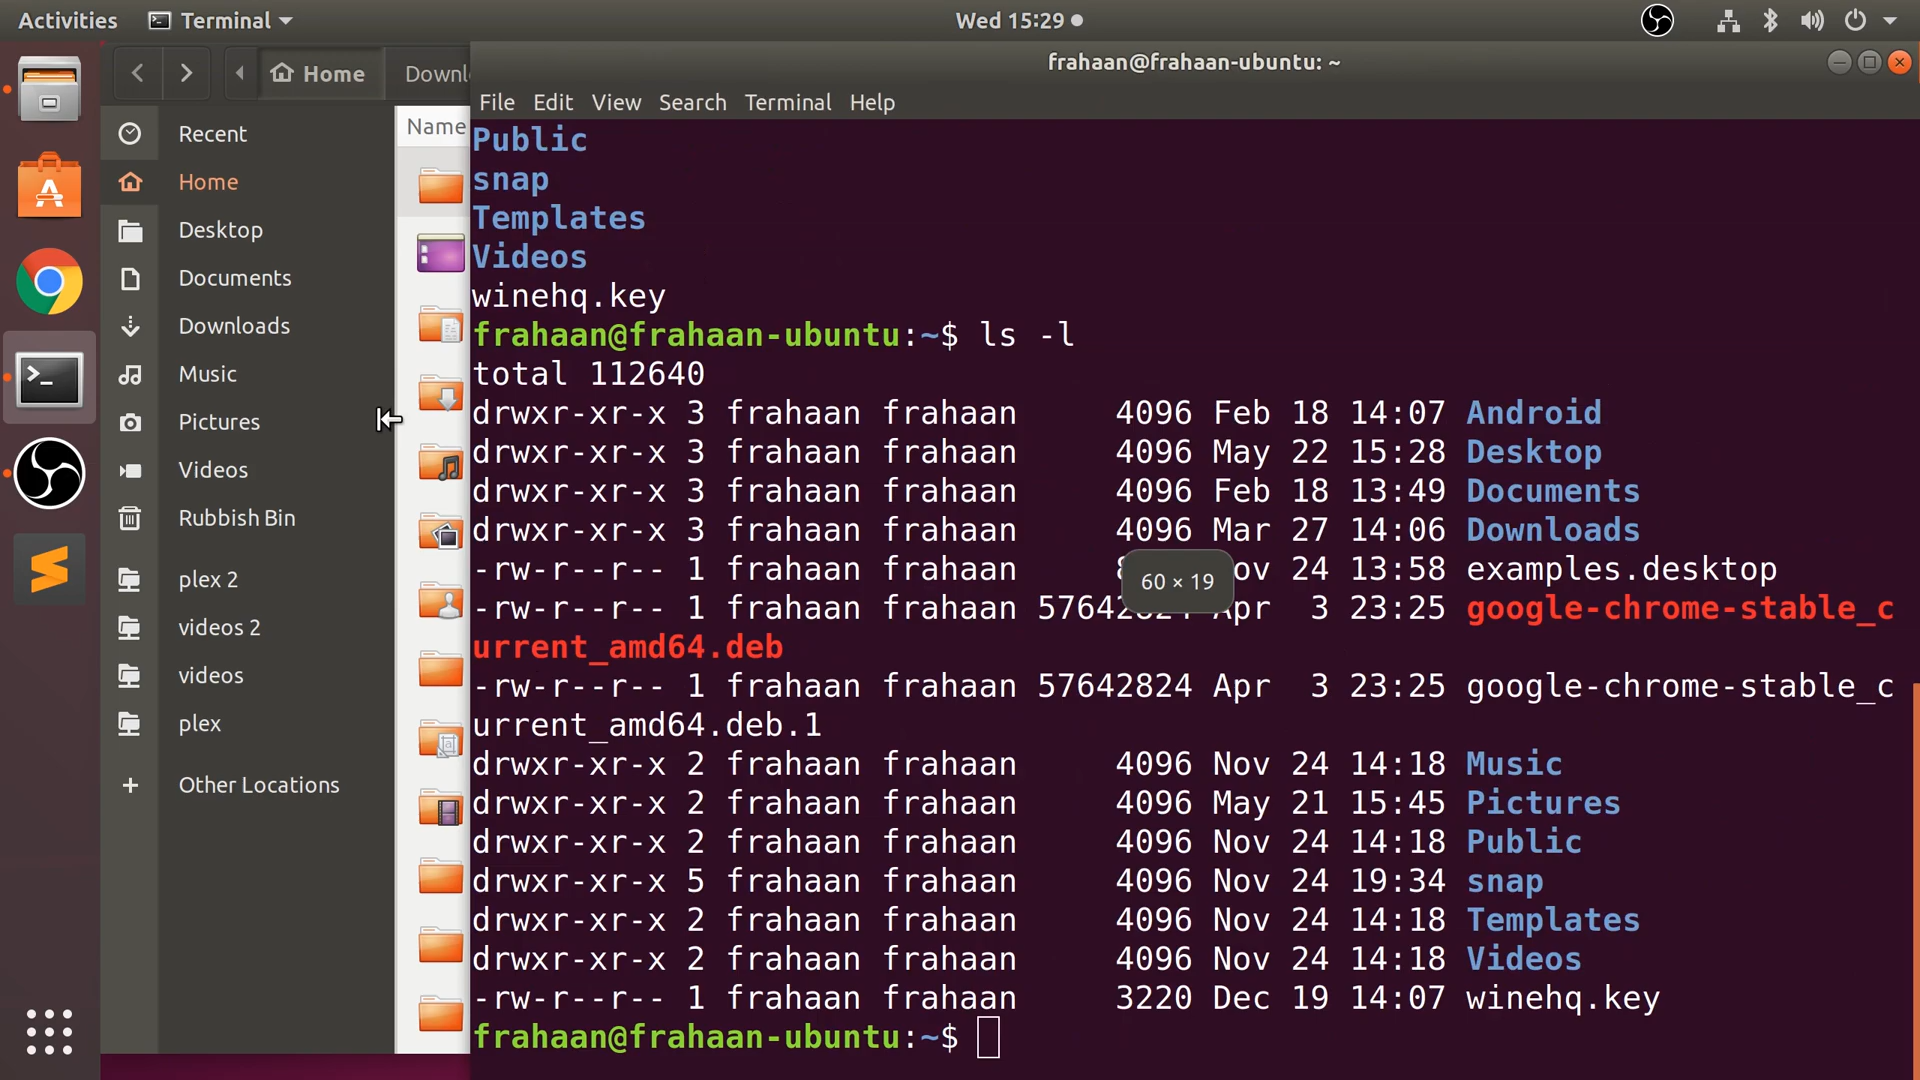 Activities Terminal Wed 15:29
Home Downl
frahaan@frahaan-ubuntu: ~
File Edit View Search Terminal Help
Recent
Home
Desktop
Documents
Downloads
Music
Pictures
Videos
Rubbish Bin
plex 2
videos 2
videos
plex
+ Other Locations
Name
Public
snap
Templates
Videos
winehq.key
frahaan@frahaan-ubuntu:~$ ls -l
total 112640
drwxr-xr-x 3 frahaan frahaan 4096 Feb 18 14:07 Android
drwxr-xr-x 3 frahaan frahaan 4096 May 22 15:28 Desktop
drwxr-xr-x 3 frahaan frahaan 4096 Feb 18 13:49 Documents
drwxr-xr-x 3 frahaan frahaan 4096 Mar 27 14:06 Downloads
-rw-r--r-- 1 frahaan frahaan 24 13:58 examples.desktop
60 × 19
-rw-r--r-- 1 frahaan frahaan Apr 3 23:25 google-chrome-stable_c
urrent_amd64.deb
-rw-r--r-- 1 frahaan frahaan 57642824 Apr 3 23:25 google-chrome-stable_c
urrent_amd64.deb.1
drwxr-xr-x 2 frahaan frahaan 4096 Nov 24 14:18 Music
drwxr-xr-x 2 frahaan frahaan 4096 May 21 15:45 Pictures
drwxr-xr-x 2 frahaan frahaan 4096 Nov 24 14:18 Public
drwxr-xr-x 5 frahaan frahaan 4096 Nov 24 19:34 snap
drwxr-xr-x 2 frahaan frahaan 4096 Nov 24 14:18 Templates
drwxr-xr-x 2 frahaan frahaan 4096 Nov 24 14:18 Videos
-rw-r--r-- 1 frahaan frahaan 3220 Dec 19 14:07 winehq.key
frahaan@frahaan-ubuntu:~$